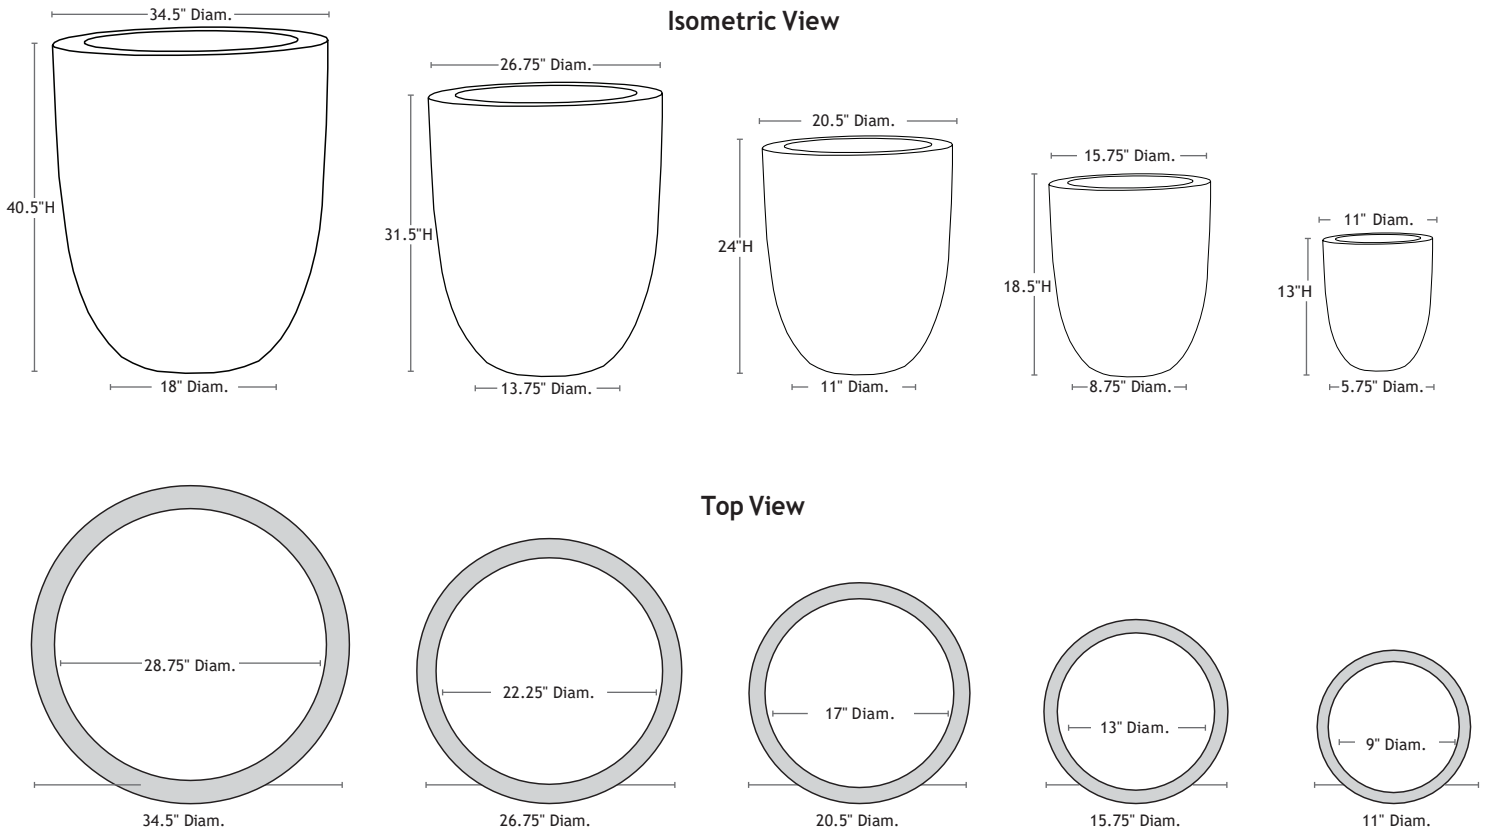 Isometric View
34.5" Diam.
40.5"H
18" Diam.
26.75" Diam.
31.5"H
13.75" Diam.
20.5" Diam.
24"H
11" Diam.
15.75" Diam.
18.5"H
8.75" Diam.
11" Diam.
13"H
5.75" Diam.
Top View
28.75" Diam.
34.5" Diam.
22.25" Diam.
26.75" Diam.
17" Diam.
20.5" Diam.
13" Diam.
15.75" Diam.
9" Diam.
11" Diam.